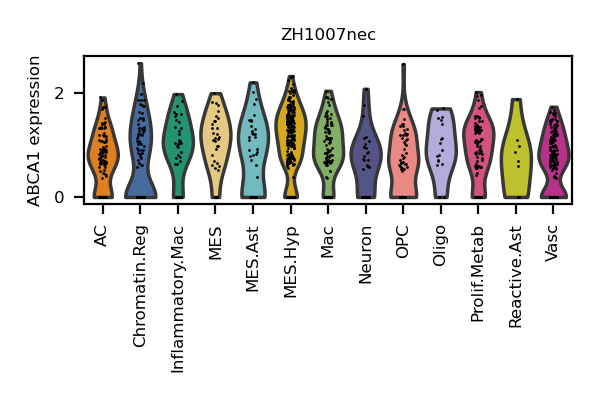 ZH1007nec
ABCA1 expression
2
0
AC
Chromatin.Reg
Inflammatory.Mac
MES
MES.Ast
MES.Hyp
Mac
Neuron
OPC
Oligo
Prolif.Metab
Reactive.Ast
Vasc